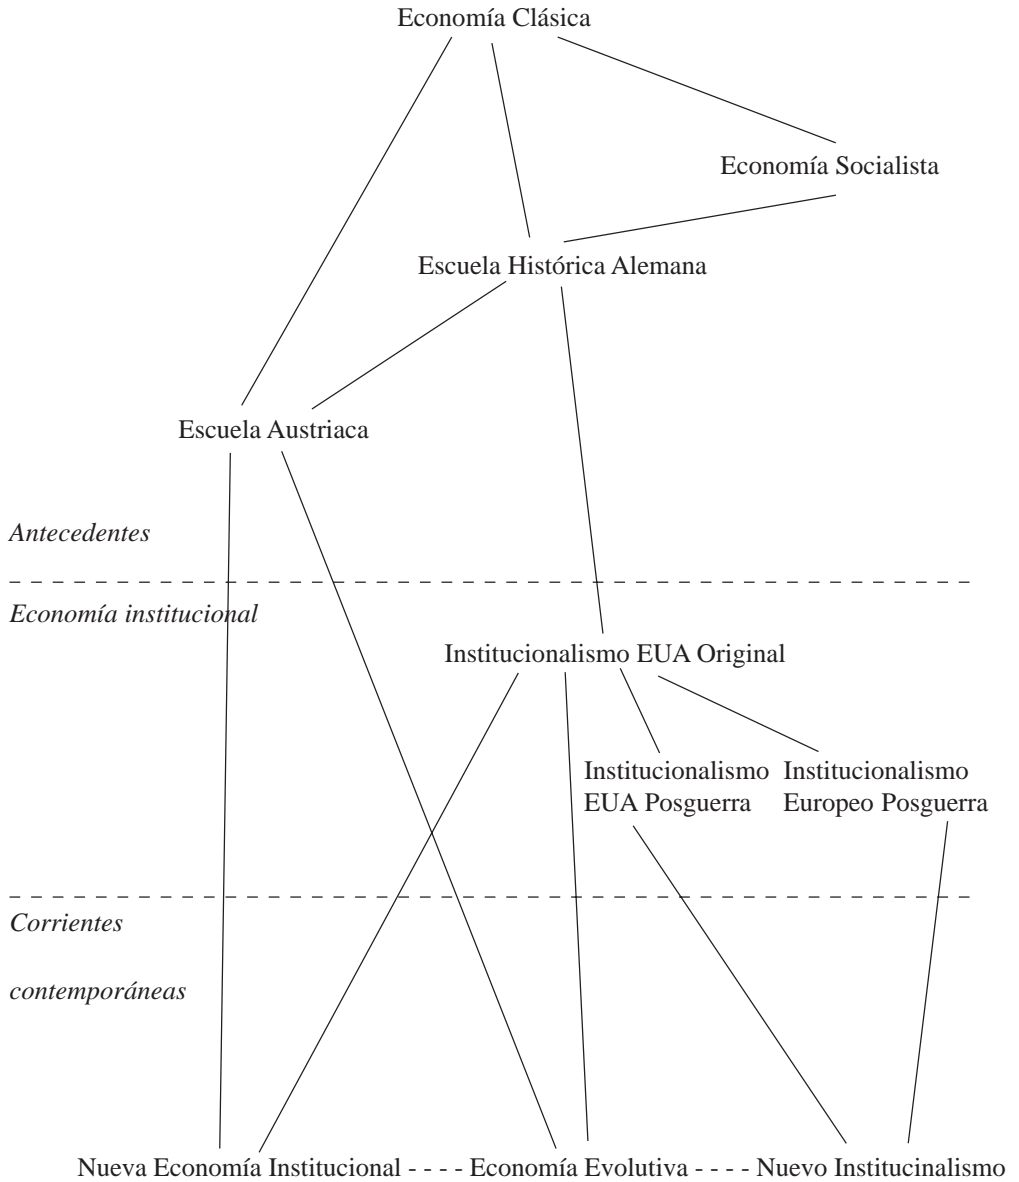 Economía Clásica
Economía Socialista
Escuela Histórica Alemana
Escuela Austriaca
Antecedentes
Economía institucional
Institucionalismo EUA Original
Institucionalismo
EUA Posguerra
Institucionalismo
Europeo Posguerra
Corrientes
contemporáneas
Nueva Economía Institucional - - - - Economía Evolutiva - - - - Nuevo Institucinalismo